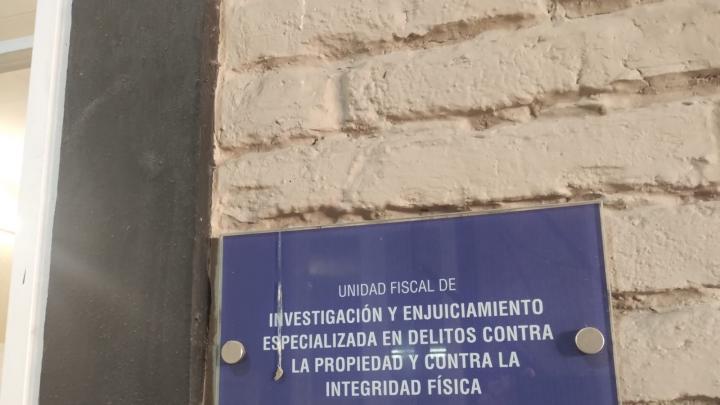 UNIDAD FISCAL DE
INVESTIGACIÓN Y ENJUICIAMIENTO
ESPECIALIZADA EN DELITOS CONTRA
LA PROPIEDAD Y CONTRA LA
INTEGRIDAD FÍSICA